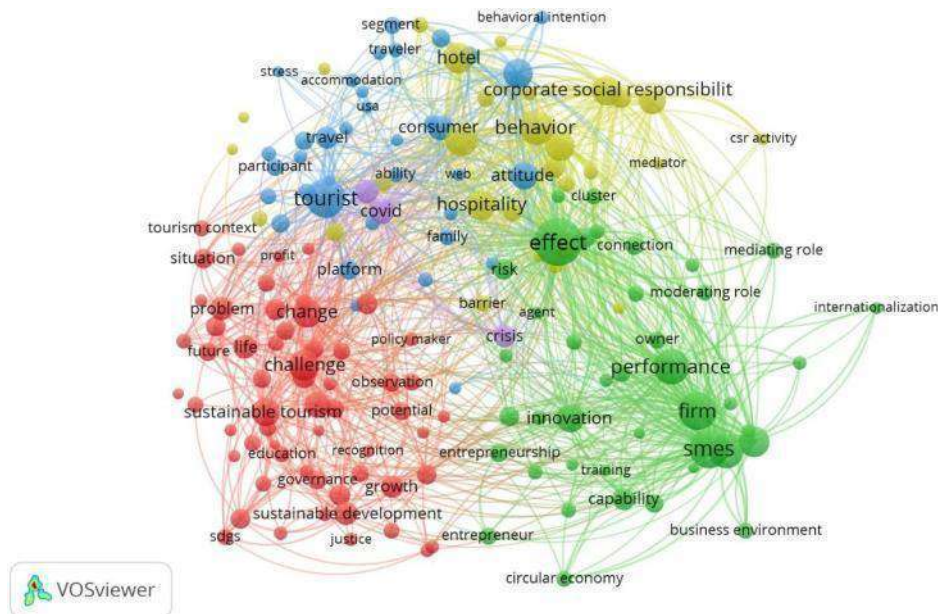 segment
behavioral intention
traveler
hotel
stress
accommodation
corporate social responsibilit
usa
travel
consumer
behavior
csr activity
participant
ability
web
attitude
mediator
tourist
covid
hospitality
cluster
tourism context
family
effect
connection
situation
profit
platform
risk
mediating role
problem
change
barrier
agent
moderating role
internationalization
future life
policy maker
crisis
owner
challenge
observation
performance
sustainable tourism
potential
innovation
firm
education
recognition
entrepreneurship
smes
governance
growth
training
capability
sustainable development
sdgs
justice
entrepreneur
business environment
circular economy
VOSviewer